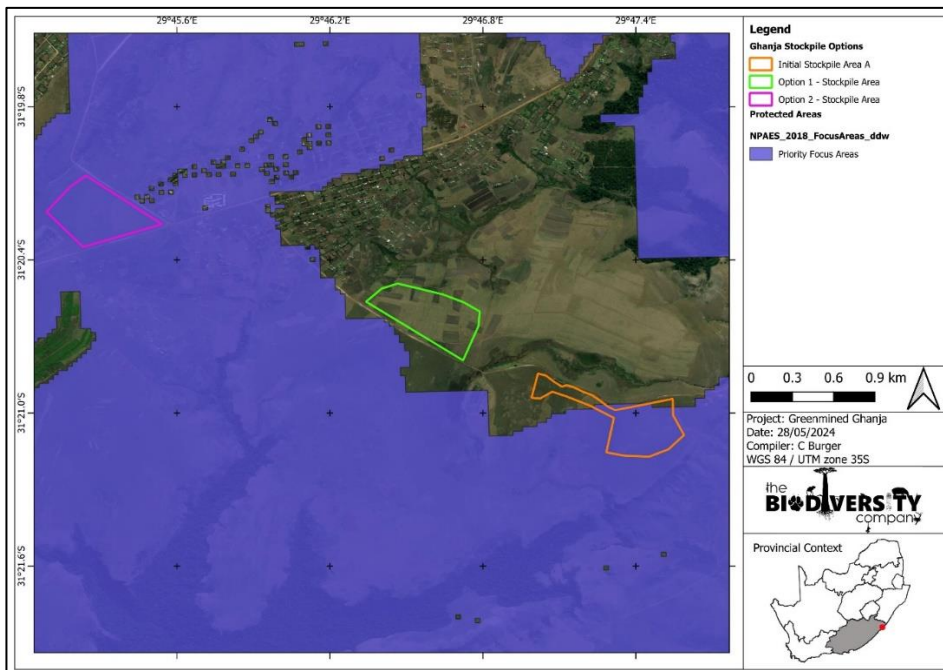 29°45.6'E 29°46.2'E 29°46.8'E 29°47.4'E
31°19.8'S
31°20.4'S
31°21.0'S
31°21.6'S
Legend
Ghanja Stockpile Options
Initial Stockpile Area A
Option 1 - Stockpile Area
Option 2 - Stockpile Area
Protected Areas
NPAES_2018_FocusAreas_ddw
Priority Focus Areas
0 0.3 0.6 0.9 km
Project: Greenmined Ghanja
Date: 28/05/2024
Compiler: C Burger
WGS 84 / UTM zone 35S
the
BIODIVERSITY
company
Provincial Context